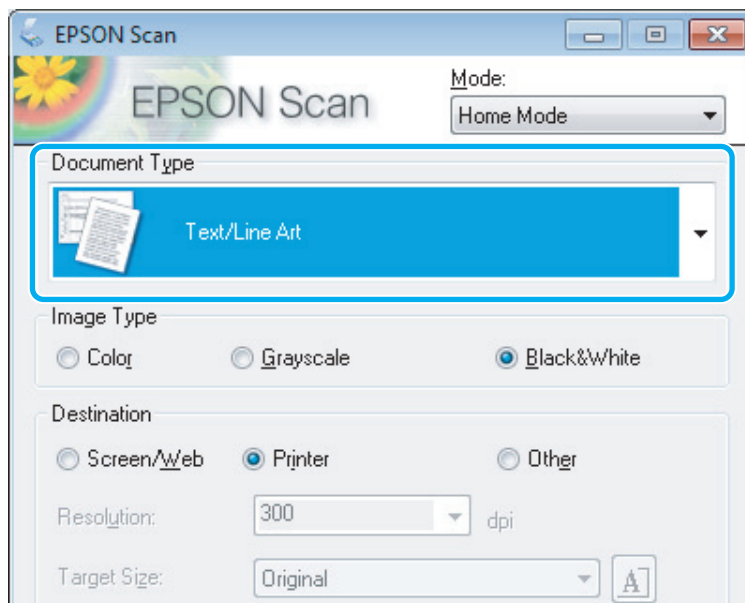 EPSON Scan
EPSON Scan
Mode:
Home Mode
Document Type
Text/Line Art
Image Type
Color Grayscale Black&White
Destination
Screen/Web Printer Other
Resolution: 300 dpi
Target Size: Original A